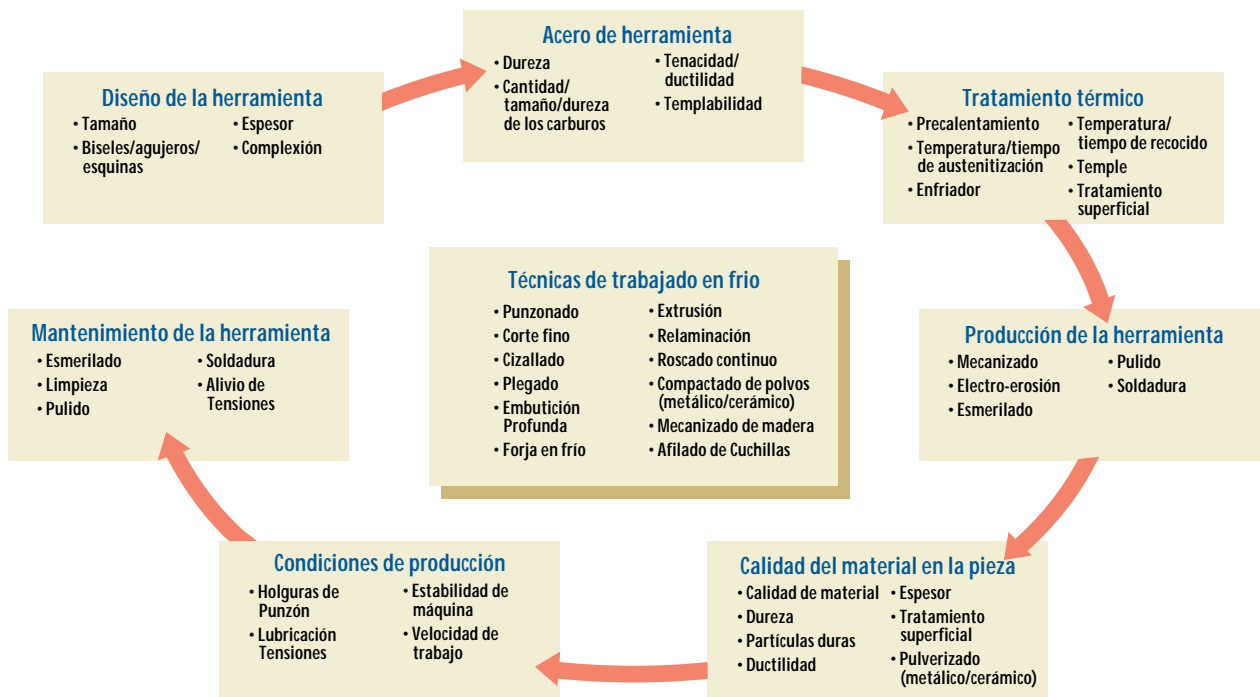 Acero de herramienta
• Dureza
• Cantidad/
tamaño/dureza
de los carburos
• Tenacidad/
ductilidad
• Templabilidad
Diseño de la herramienta
• Tamaño
• Biseles/agujeros/
esquinas
• Espesor
• Complexión
Tratamiento térmico
• Precalentamiento
• Temperatura/tiempo
de austenitización
• Enfriador
• Temperatura/
tiempo de recocido
• Temple
• Tratamiento
superficial
Técnicas de trabajado en frio
• Punzonado
• Corte fino
• Cizallado
• Plegado
• Embutición
Profunda
• Forja en frío
• Extrusión
• Relaminación
• Roscado continuo
• Compactado de polvos
(metálico/cerámico)
• Mecanizado de madera
• Afilado de Cuchillas
Mantenimiento de la herramienta
• Esmerilado
• Limpieza
• Pulido
• Soldadura
• Alivio de
Tensiones
Producción de la herramienta
• Mecanizado
• Electro-erosión
• Esmerilado
• Pulido
• Soldadura
Condiciones de producción
• Holguras de
Punzón
• Lubricación
Tensiones
• Estabilidad de
máquina
• Velocidad de
trabajo
Calidad del material en la pieza
• Calidad de material
• Dureza
• Partículas duras
• Ductilidad
• Espesor
• Tratamiento
superficial
• Pulverizado
(metálico/cerámico)